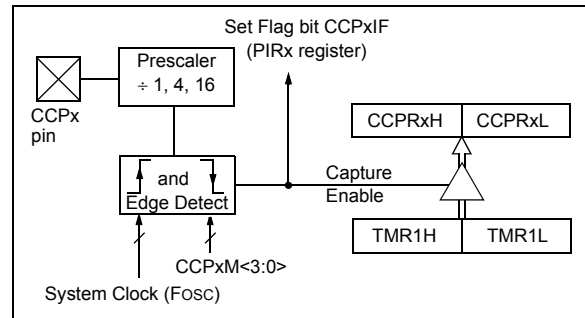 Set Flag bit CCPxIF
(PIRx register)
Prescaler
÷ 1, 4, 16
CCPx
pin
CCPRxH CCPRxL
and
Edge Detect
Capture
Enable
TMR1H TMR1L
CCPxM<3:0>
System Clock (FOSC)